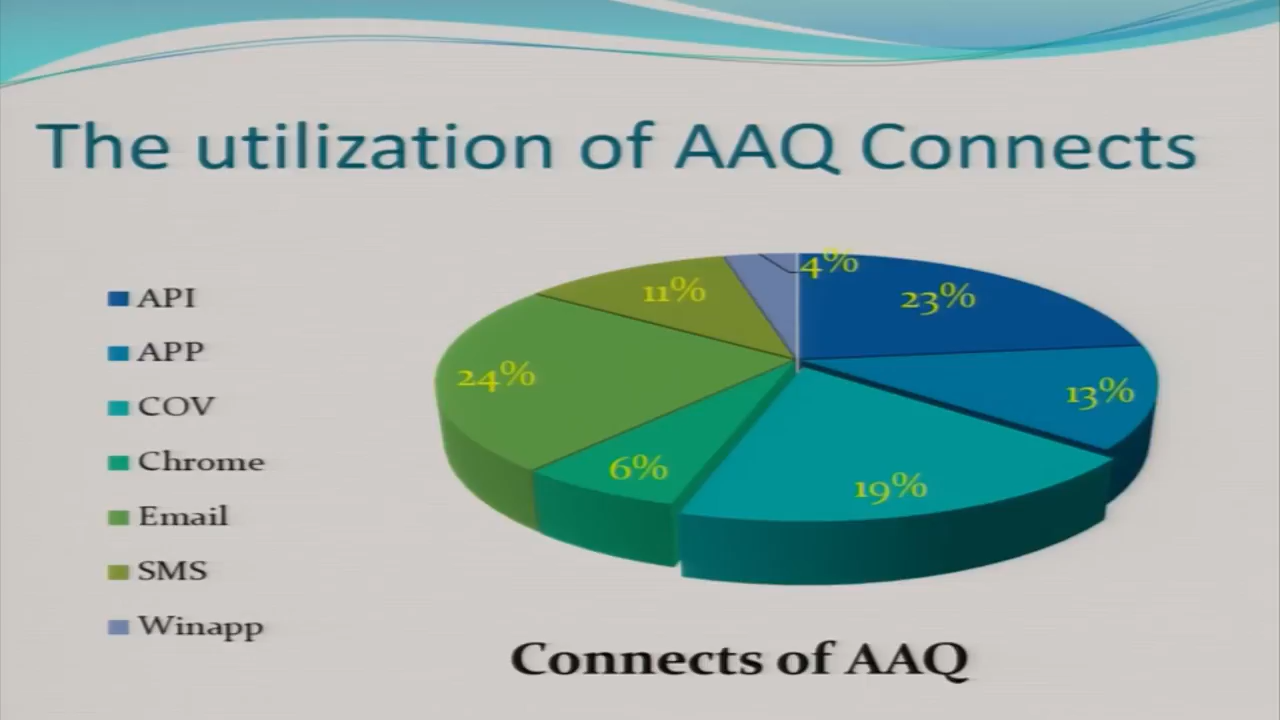 The utilization of AAQ Connects
API
APP
COV
Chrome
Email
SMS
Winapp
4%
23%
11%
13%
24%
6%
19%
Connects of AAQ